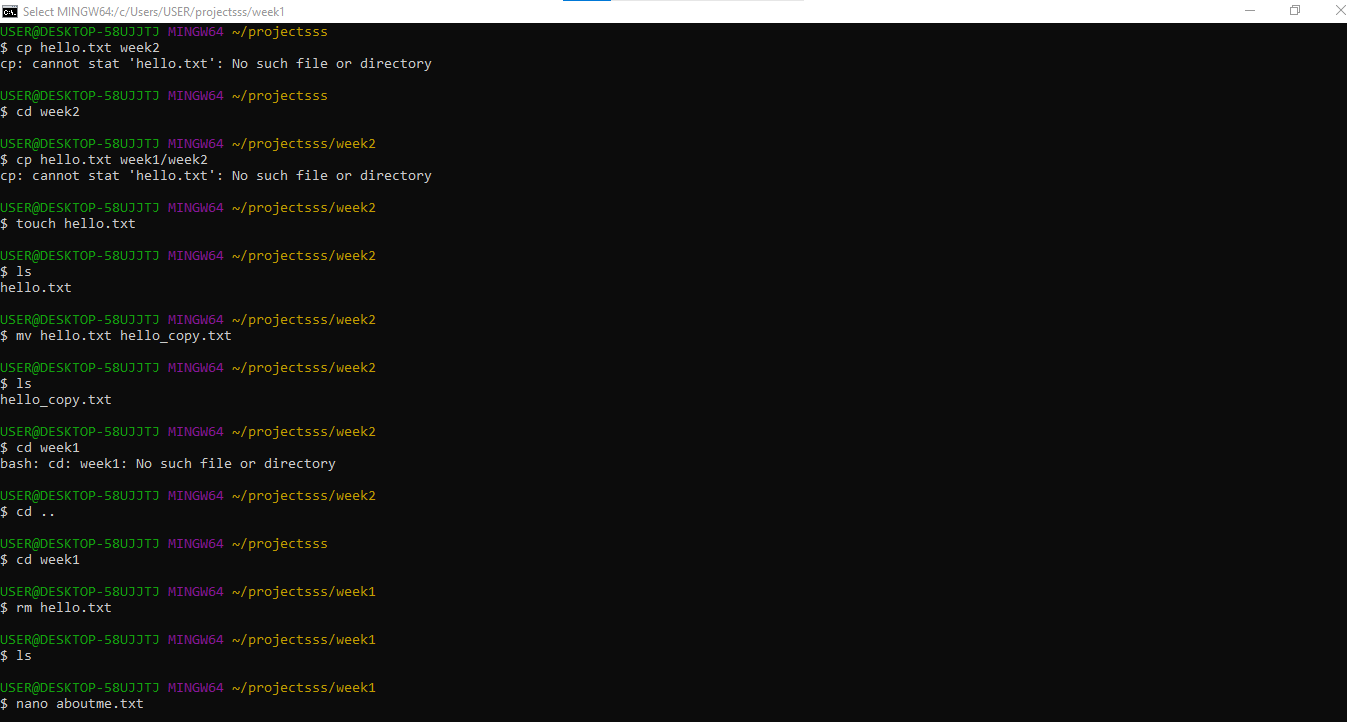 Select MINGW64:/c/Users/USER/projectsss/week1
USER@DESKTOP-58UJJTJ MINGW64 ~/projectsss
$ cp hello.txt week2
cp: cannot stat 'hello.txt': No such file or directory
USER@DESKTOP-58UJJTJ MINGW64 ~/projectsss
$ cd week2
USER@DESKTOP-58UJJTJ MINGW64 ~/projectsss/week2
$ cp hello.txt week1/week2
cp: cannot stat 'hello.txt': No such file or directory
USER@DESKTOP-58UJJTJ MINGW64 ~/projectsss/week2
$ touch hello.txt
USER@DESKTOP-58UJJTJ MINGW64 ~/projectsss/week2
$ ls
hello.txt
USER@DESKTOP-58UJJTJ MINGW64 ~/projectsss/week2
$ mv hello.txt hello_copy.txt
USER@DESKTOP-58UJJTJ MINGW64 ~/projectsss/week2
$ ls
hello_copy.txt
USER@DESKTOP-58UJJTJ MINGW64 ~/projectsss/week2
$ cd week1
bash: cd: week1: No such file or directory
USER@DESKTOP-58UJJTJ MINGW64 ~/projectsss/week2
$ cd ..
USER@DESKTOP-58UJJTJ MINGW64 ~/projectsss
$ cd week1
USER@DESKTOP-58UJJTJ MINGW64 ~/projectsss/week1
$ rm hello.txt
USER@DESKTOP-58UJJTJ MINGW64 ~/projectsss/week1
$ ls
USER@DESKTOP-58UJJTJ MINGW64 ~/projectsss/week1
$ nano aboutme.txt